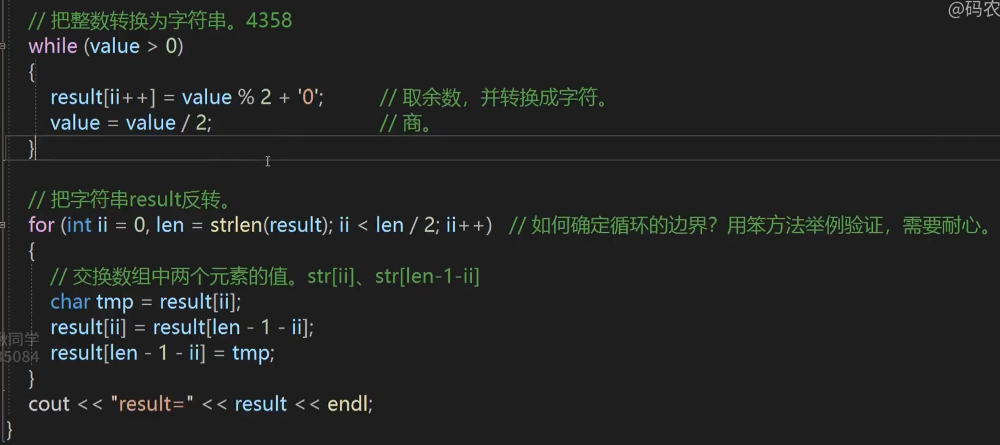 @码农
// 把整数转换为字符串。4358
while (value > 0)
{
result[ii++] = value % 2 + '0'; // 取余数，并转换成字符。
value = value / 2; // 商。
}
// 把字符串result反转。
for (int ii = 0, len = strlen(result); ii < len / 2; ii++) // 如何确定循环的边界？用笨方法举例验证，需要耐心。
{
// 交换数组中两个元素的值。str[ii]、str[len-1-ii]
char tmp = result[ii];
result[ii] = result[len - 1 - ii];
同学
35084
result[len - 1 - ii] = tmp;
}
cout << "result=" << result << endl;
}